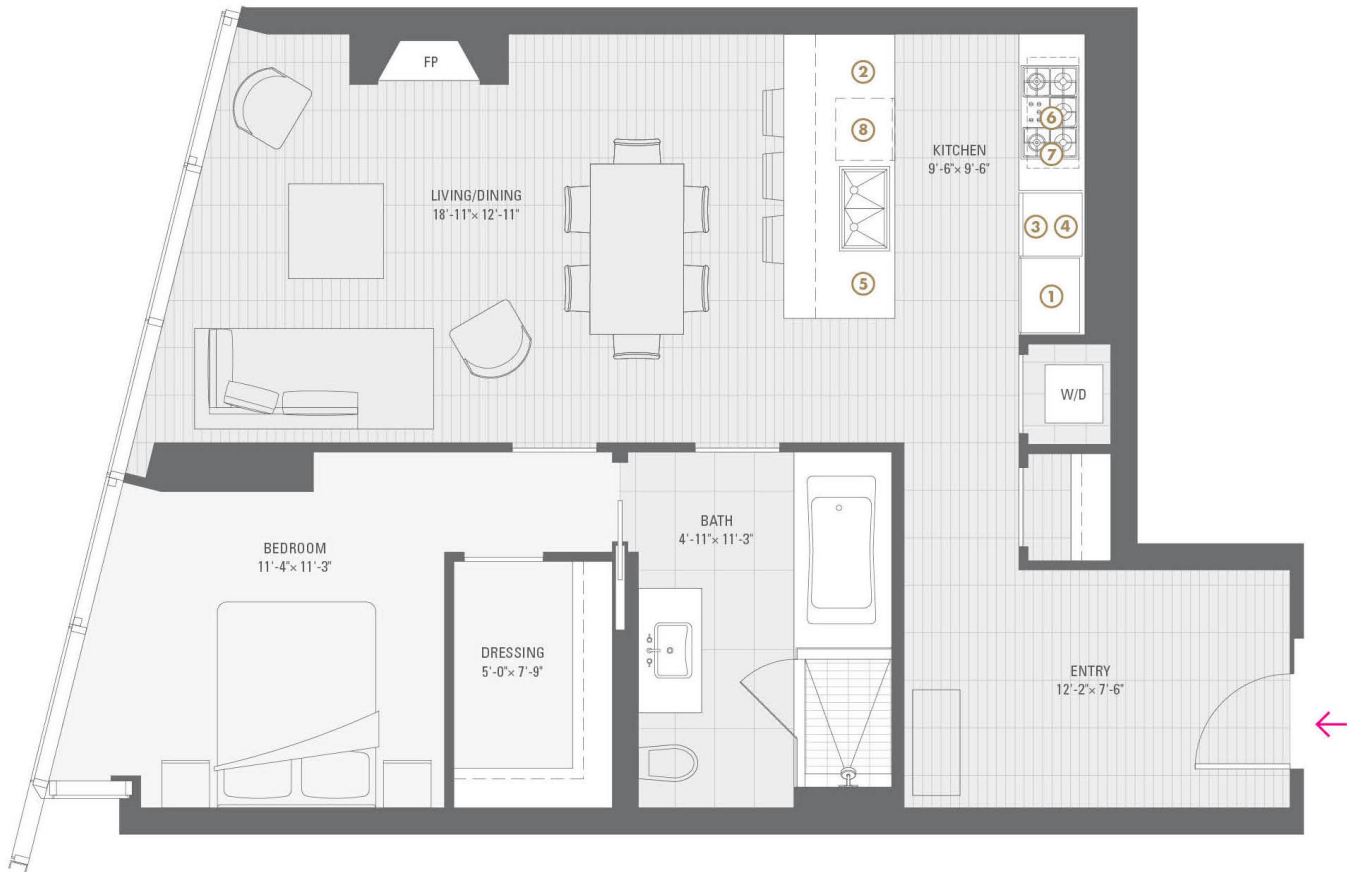 FP
2
8
6
7
KITCHEN
9'-6"× 9'-6"
LIVING/DINING
18'-11"× 12'-11"
3
4
5
1
W/D
BATH
4'-11"× 11'-3"
BEDROOM
11'-4"× 11'-3"
DRESSING
5'-0"× 7'-9"
ENTRY
12'-2"× 7'-6"